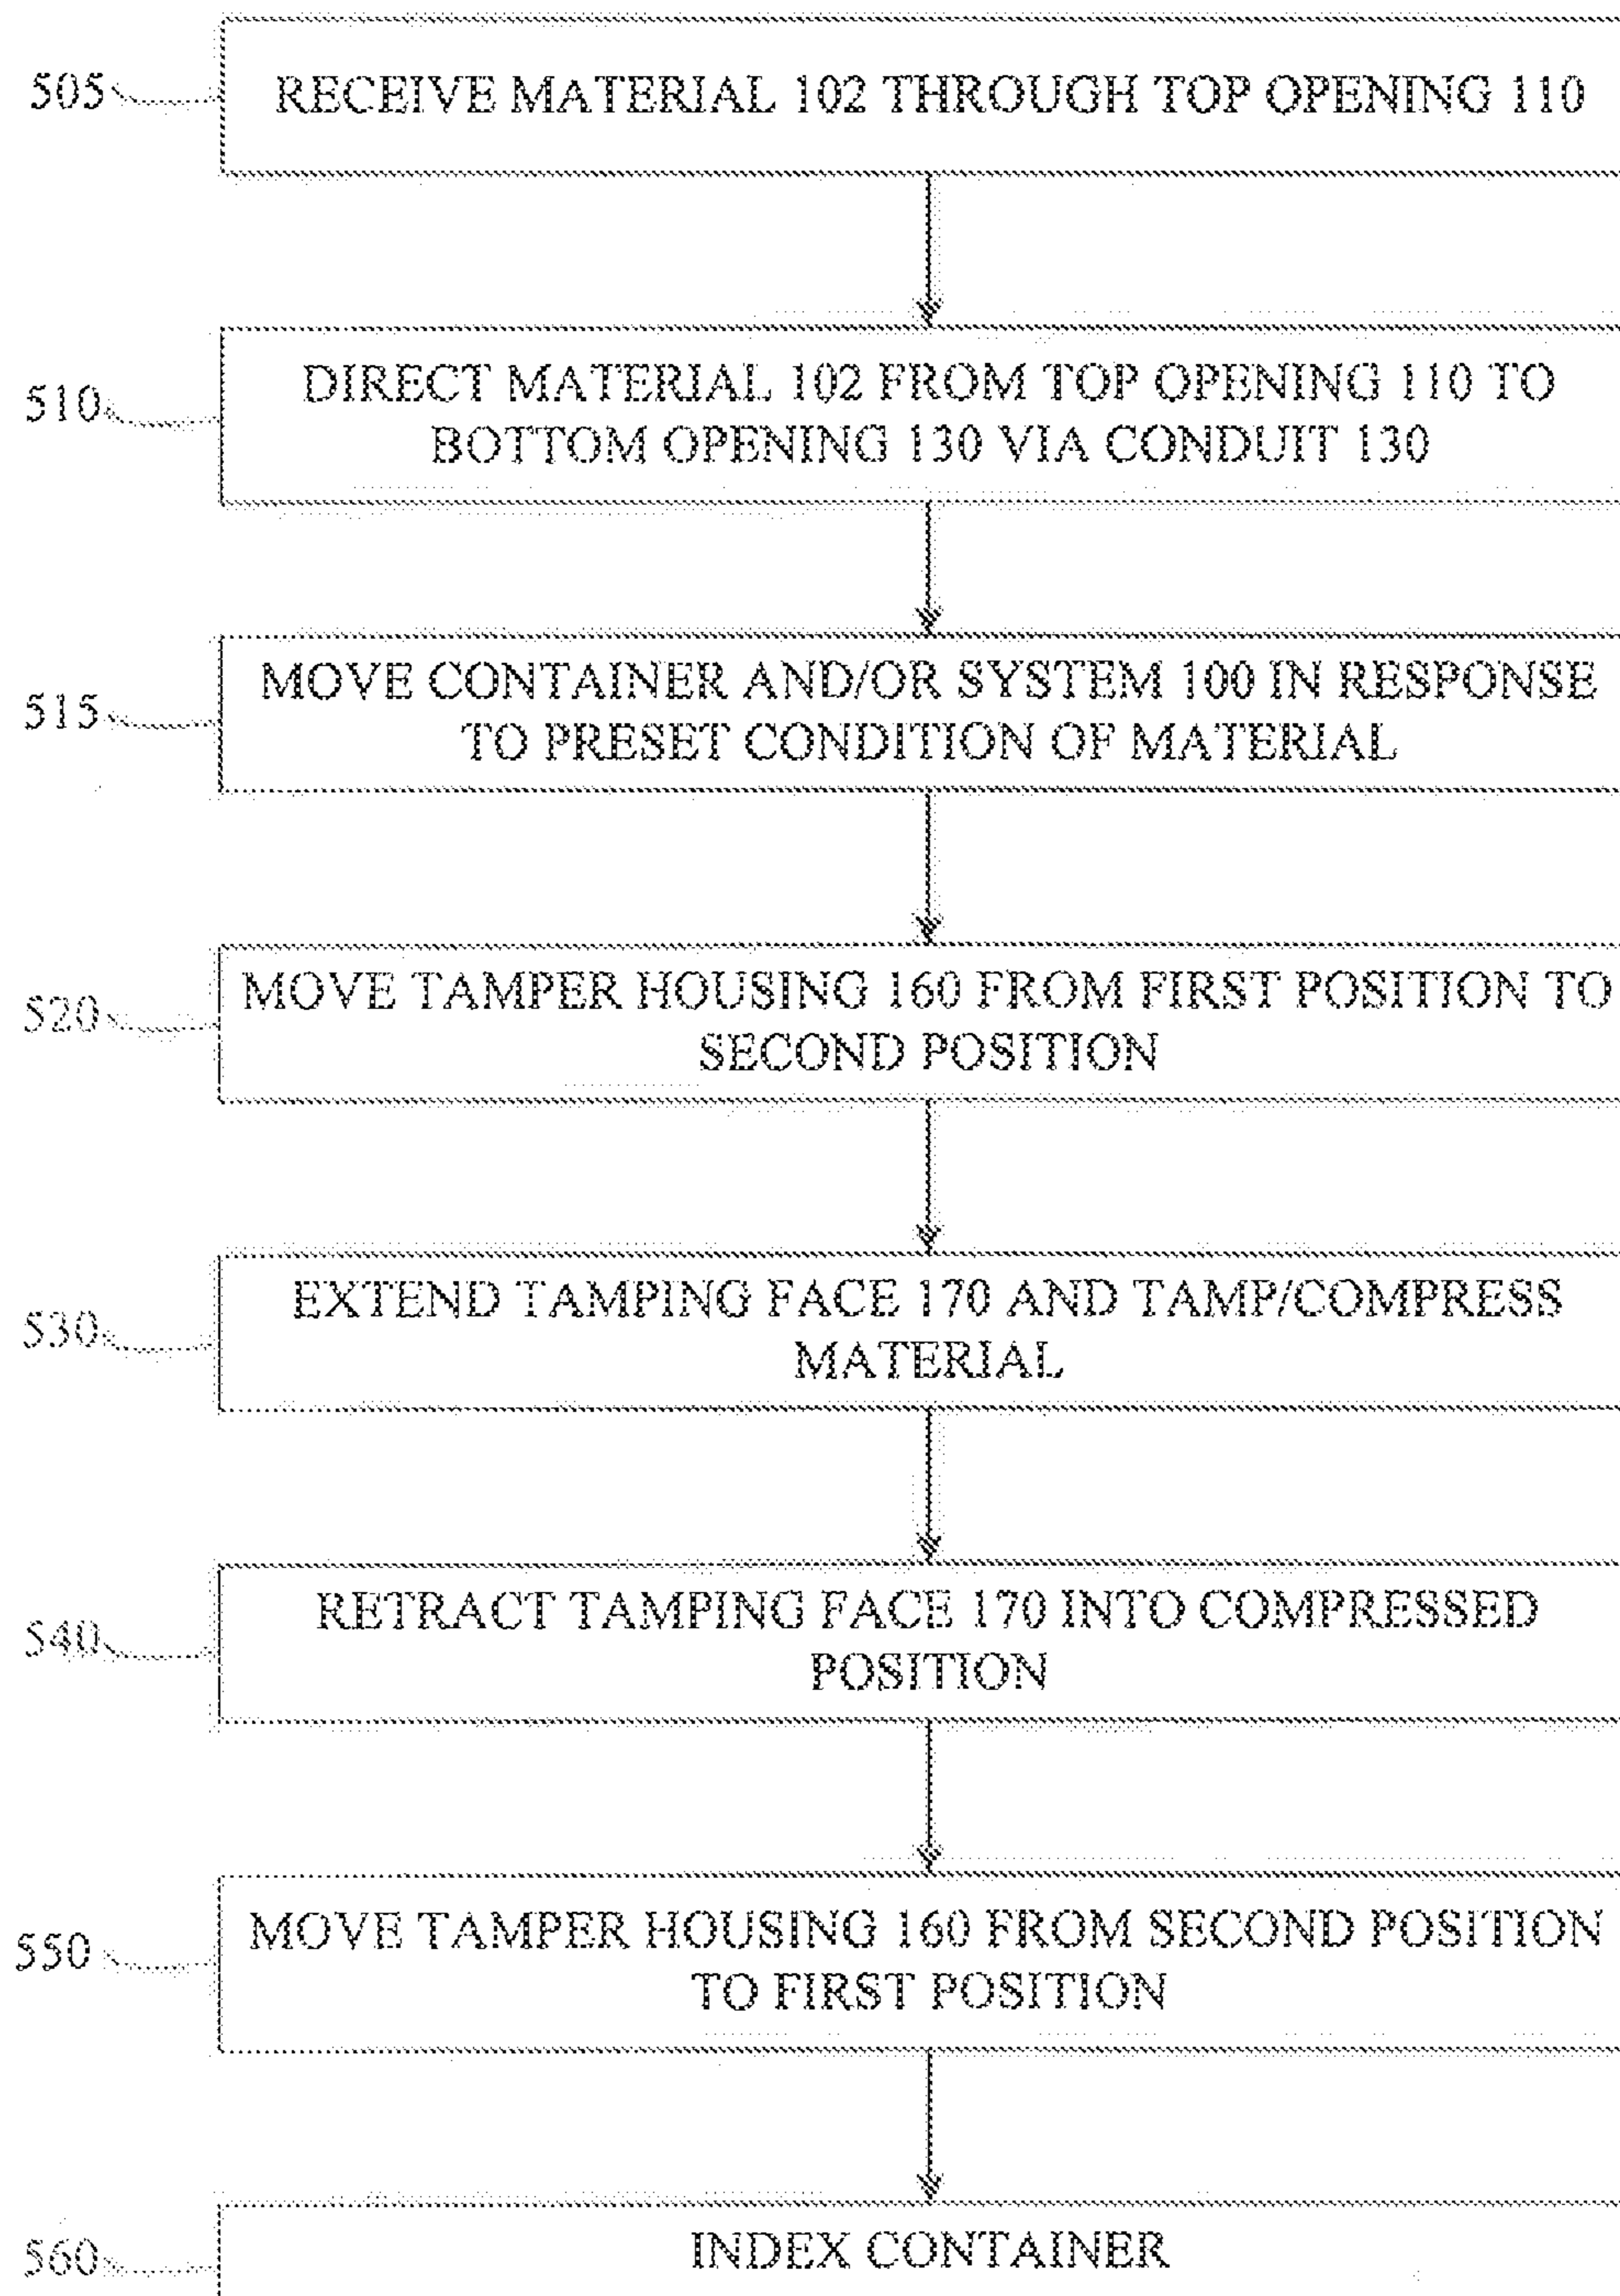 505
RECEIVE MATERIAL 102 THROUGH TOP OPENING 110
510
DIRECT MATERIAL 102 FROM TOP OPENING 110 TO
BOTTOM OPENING 130 VIA CONDUIT 130
515
MOVE CONTAINER AND/OR SYSTEM 100 IN RESPONSE
TO PRESET CONDITION OF MATERIAL
520
MOVE TAMPER HOUSING 160 FROM FIRST POSITION TO
SECOND POSITION
530
EXTEND TAMPING FACE 170 AND TAMP/COMPRESS
MATERIAL
540
RETRACT TAMPING FACE 170 INTO COMPRESSED
POSITION
550
MOVE TAMPER HOUSING 160 FROM SECOND POSITION
TO FIRST POSITION
560
INDEX CONTAINER